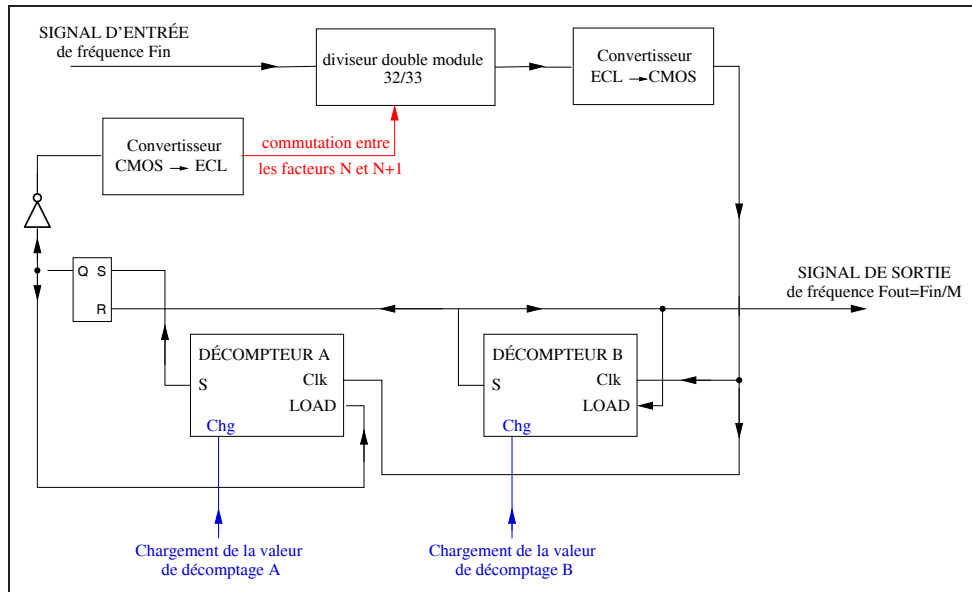 SIGNAL D'ENTRÉE
de fréquence Fin
diviseur double module
32/33
Convertisseur
ECL → CMOS
Convertisseur
CMOS → ECL
commutation entre
les facteurs N et N+1
Q S
R
SIGNAL DE SORTIE
de fréquence Fout=Fin/M
DÉCOMPTEUR A
S
Clk
LOAD
Chg
DÉCOMPTEUR B
S
Clk
LOAD
Chg
Chargement de la valeur
de décomptage A
Chargement de la valeur
de décomptage B